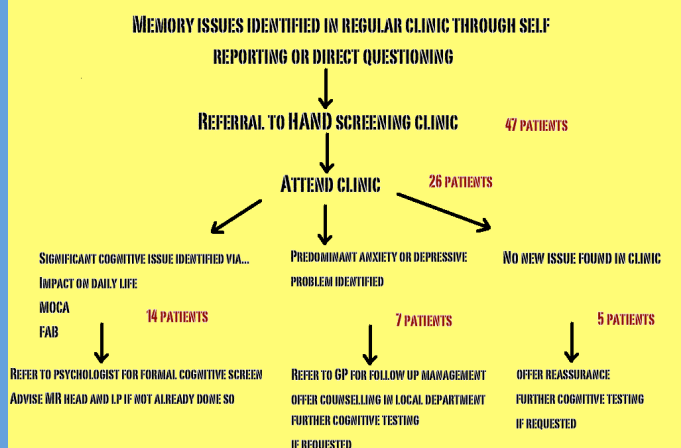 Memory issues identified in regular clinic through self
reporting or direct questioning
Referral to HAND screening clinic
47 patients
Attend clinic
26 patients
Significant cognitive issue identified via...
Impact on daily life
MOCA
FAB
14 patients
Predominant anxiety or depressive
problem identified
7 patients
No new issue found in clinic
5 patients
Refer to psychologist for formal cognitive screen
Advise MR head and LP if not already done so
Refer to GP for follow up management
offer counselling in local department
further cognitive testing
if requested
offer reassurance
further cognitive testing
if requested